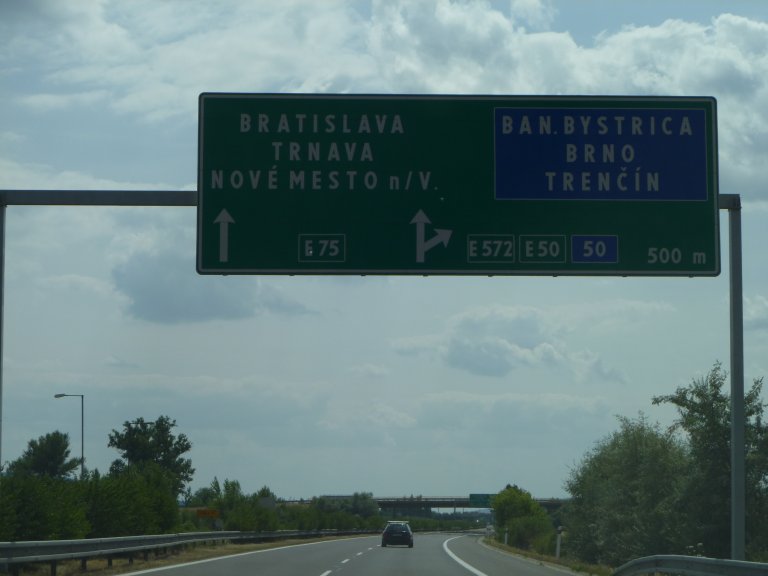 BRATISLAVA
TRNAVA
NOVÉ MESTO n/V.
E 75
BAN. BYSTRICA
BRNO
TRENČÍN
E 572 E 50 50 500 m